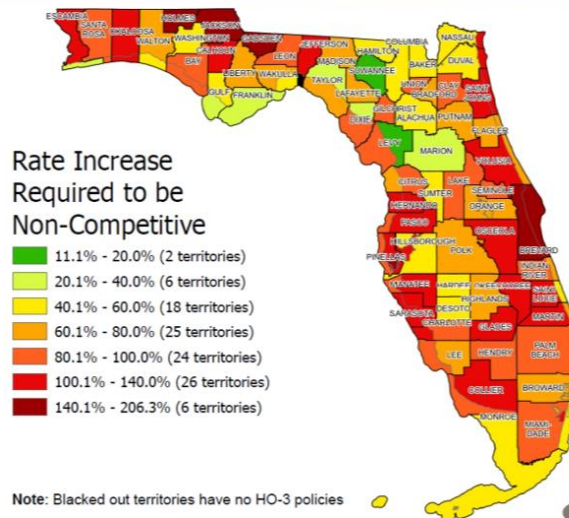 ESCAMBIA
SANTA
ROSA
OKALOOSA
WALTON
HOLMES
WASHINGTON
JACKSON
BAY
CALHOUN
GADSDEN
LIBERTY
GULF
FRANKLIN
LEON
WAKULLA
JEFFERSON
MADISON
TAYLOR
HAMILTON
SUWANNEE
LAFAYETTE
DIXIE
COLUMBIA
BAKER
NASSAU
DUVAL
UNION
BRADFORD
CLAY
SAINT
JOHNS
GILCHRIST
ALACHUA
PUTNAM
FLAGLER
LEVY
MARION
VOLUSIA
CITRUS
SUMTER
LAKE
SEMINOLE
ORANGE
HERNANDO
PASCO
OSCEOLA
BREVARD
HILLSBOROUGH
PINELLAS
POLK
INDIAN
RIVER
MANATEE
HARDEE
OKEECHOBEE
HIGHLANDS
SAINT
LUCIE
SARASOTA
DESOTO
MARTIN
CHARLOTTE
GLADES
LEE
HENDRY
PALM
BEACH
COLLIER
BROWARD
MONROE
MIAMI-
DADE
Rate Increase
Required to be
Non-Competitive
11.1% - 20.0% (2 territories)
20.1% - 40.0% (6 territories)
40.1% - 60.0% (18 territories)
60.1% - 80.0% (25 territories)
80.1% - 100.0% (24 territories)
100.1% - 140.0% (26 territories)
140.1% - 206.3% (6 territories)
Note: Blacked out territories have no HO-3 policies